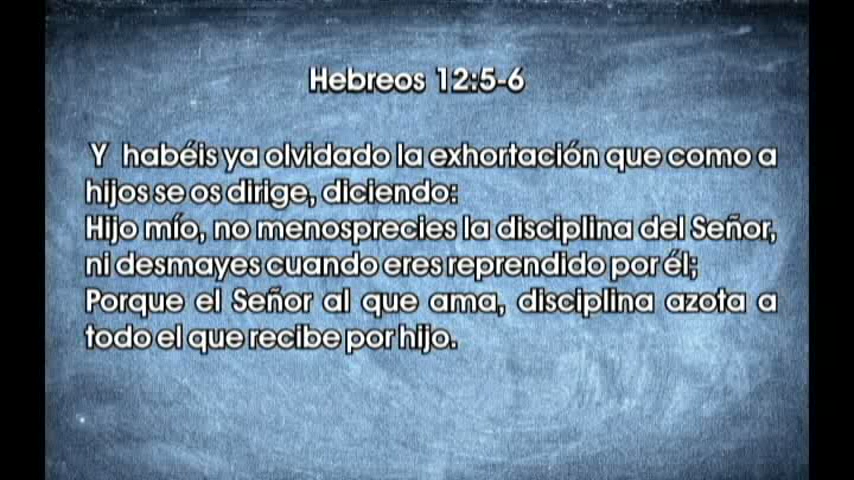 Hebreos 12:5-6
Y habéis ya olvidado la exhortación que como a
hijos se os dirige, diciendo:
Hijo mío, no menosprecies la disciplina del Señor,
ni desmayes cuando eres reprendido por él;
Porque el Señor al que ama, disciplina azota a
todo el que recibe por hijo.